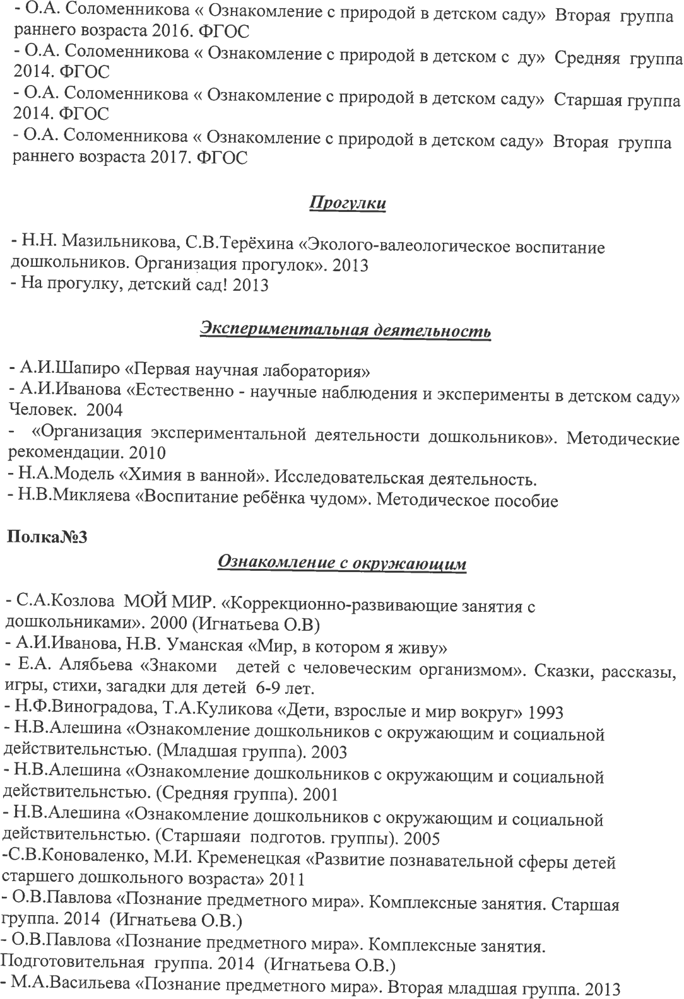 - О.А. Соломенникова « Ознакомление с природой в детском саду»  Вторая  группа
раннего возраста 2016. ФГОС
- О.А. Соломенникова « Ознакомление с природой в детском с  ду»  Средняя  группа
2014. ФГОС
- О.А. Соломенникова « Ознакомление с природой в детском саду»  Старшая группа
2014. ФГОС
- О.А. Соломенникова « Ознакомление с природой в детском саду»  Вторая  группа
раннего возраста 2017. ФГОС
Прогулки
- Н.Н. Мазильникова, С.В.Терёхина «Эколого-валеологическое воспитание
дошкольников. Организация прогулок». 2013
- На прогулку, детский сад! 2013
Экспериментальная деятельность
- А.И.Шапиро «Первая научная лаборатория»
- А.И.Иванова «Естественно - научные наблюдения и эксперименты в детском саду»
Человек.  2004
-  «Организация экспериментальной деятельности дошкольников». Методические
рекомендации. 2010
- Н.А.Модель «Химия в ванной». Исследовательская деятельность.
- Н.В.Микляева «Воспитание ребёнка чудом». Методическое пособие
Полка№3
Ознакомление с окружающим
- С.А.Козлова  МОЙ МИР. «Коррекционно-развивающие занятия с
дошкольниками». 2000 (Игнатьева О.В)
- А.И.Иванова, Н.В. Уманская «Мир, в котором я живу»
- Е.А. Алябьева «Знакоми   детей с человеческим организмом». Сказки, рассказы,
игры, стихи, загадки для детей  6-9 лет.
- Н.Ф.Виноградова, Т.А.Куликова «Дети, взрослые и мир вокруг» 1993
- Н.В.Алешина «Ознакомление дошкольников с окружающим и социальной
действительнстью. (Младшая группа). 2003
- Н.В.Алешина «Ознакомление дошкольников с окружающим и социальной
действительнстью. (Средняя группа). 2001
- Н.В.Алешина «Ознакомление дошкольников с окружающим и социальной
действительнстью. (Старшаяи  подготов. группы). 2005
-С.В.Коноваленко, М.И. Кременецкая «Развитие познавательной сферы детей
старшего дошкольного возраста» 2011
- О.В.Павлова «Познание предметного мира». Комплексные занятия. Старшая
группа. 2014  (Игнатьева О.В.)
- О.В.Павлова «Познание предметного мира». Комплексные занятия.
Подготовительная  группа. 2014  (Игнатьева О.В.)
- М.А.Васильева «Познание предметного мира». Вторая младшая группа. 2013